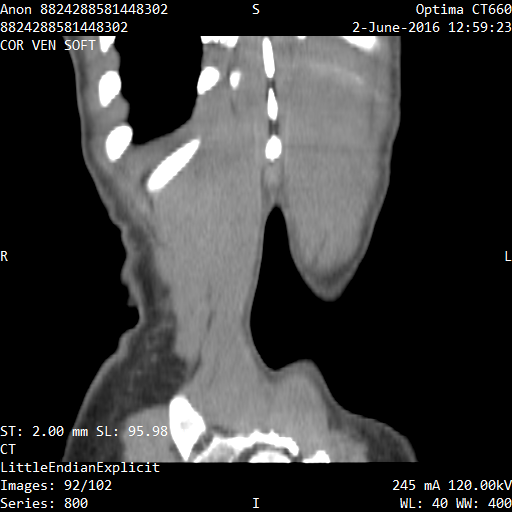 Anon 8824288581448302
S
Optima CT660
8824288581448302
2-June-2016 12:59:23
COR VEN SOFT
R
L
ST: 2.00 mm SL: 95.98
CT
LittleEndianExplicit
Images: 92/102
245 mA 120.00kV
Series: 800
I
WL: 40 WW: 400